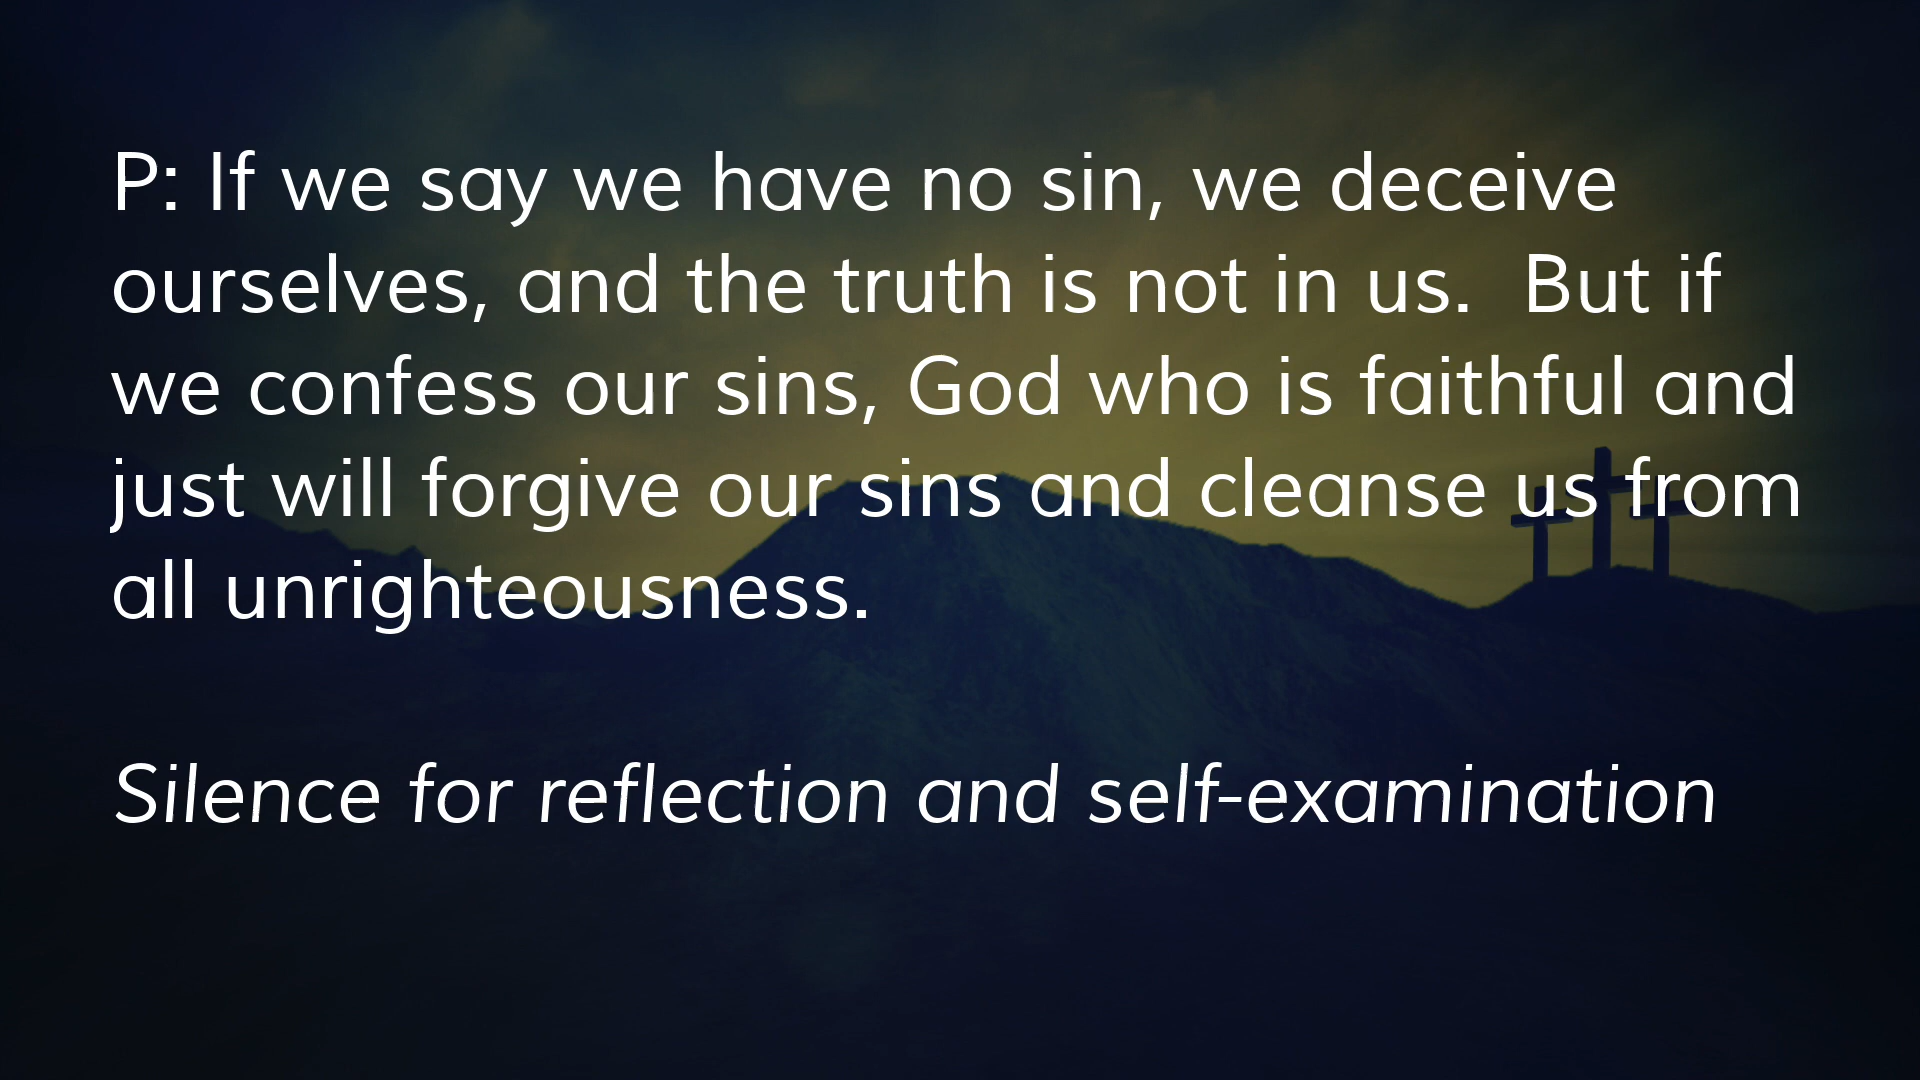 P: If we say we have no sin, we deceive
ourselves, and the truth is not in us.  But if
we confess our sins, God who is faithful and
just will forgive our sins and cleanse us from
all unrighteousness.
Silence for reflection and self-examination